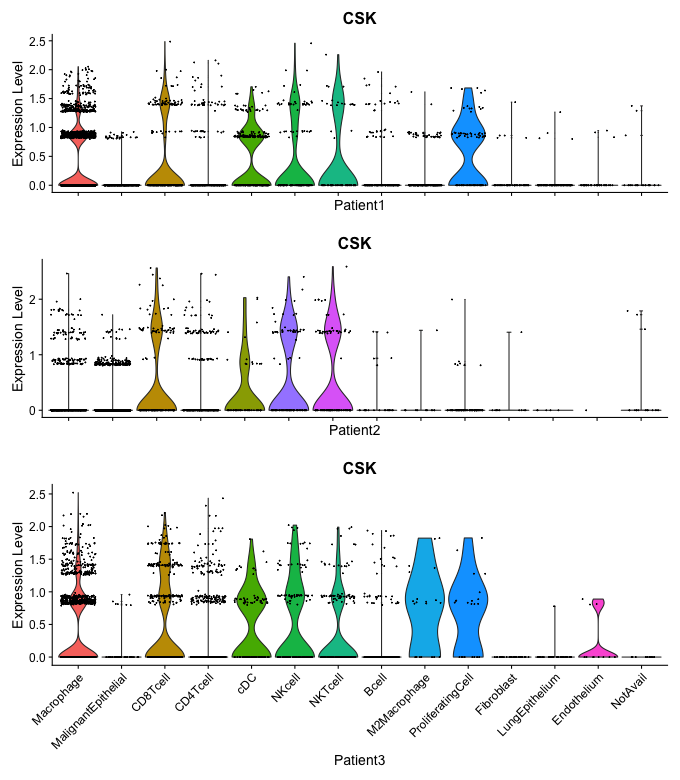 CSK
Expression Level
2.5
2.0
1.5
1.0
0.5
0.0
Patient1
CSK
Expression Level
2
1
0
Patient2
CSK
Expression Level
2.5
2.0
1.5
1.0
0.5
0.0
Macrophage
MalignantEpithelial
CD8Tcell
CD4Tcell
cDC
NKcell
NKTcell
Bcell
M2Macrophage
ProliferatingCell
Fibroblast
LungEpithelium
Endothelium
NotAvail
Patient3